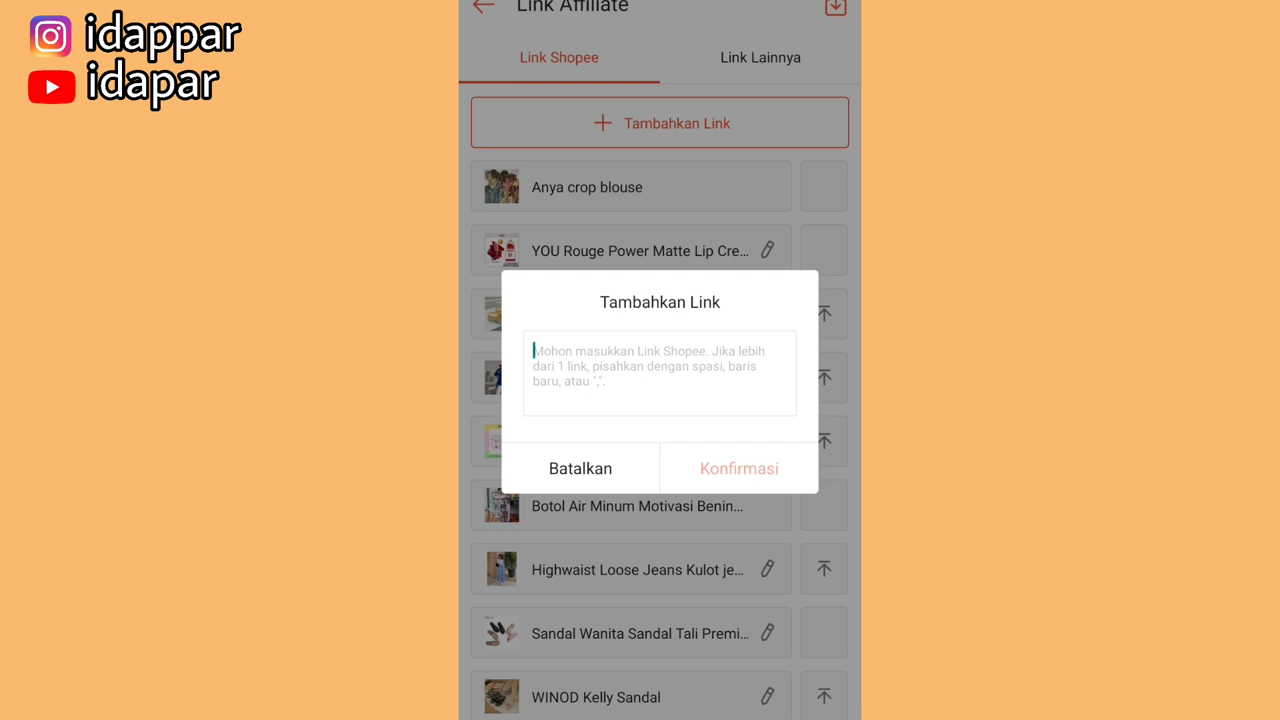 idappar
idapar
Link Affiliate
Link Shopee
Link Lainnya
Tambahkan Link
Anya crop blouse
YOU Rouge Power Matte Lip Cre...
Tambahkan Link
Mohon masukkan Link Shopee. Jika lebih
dari 1 link, pisahkan dengan spasi, baris
baru, atau ",".
Batalkan
Konfirmasi
Botol Air Minum Motivasi Benin...
Highwaist Loose Jeans Kulot je...
Sandal Wanita Sandal Tali Premi...
WINOD Kelly Sandal